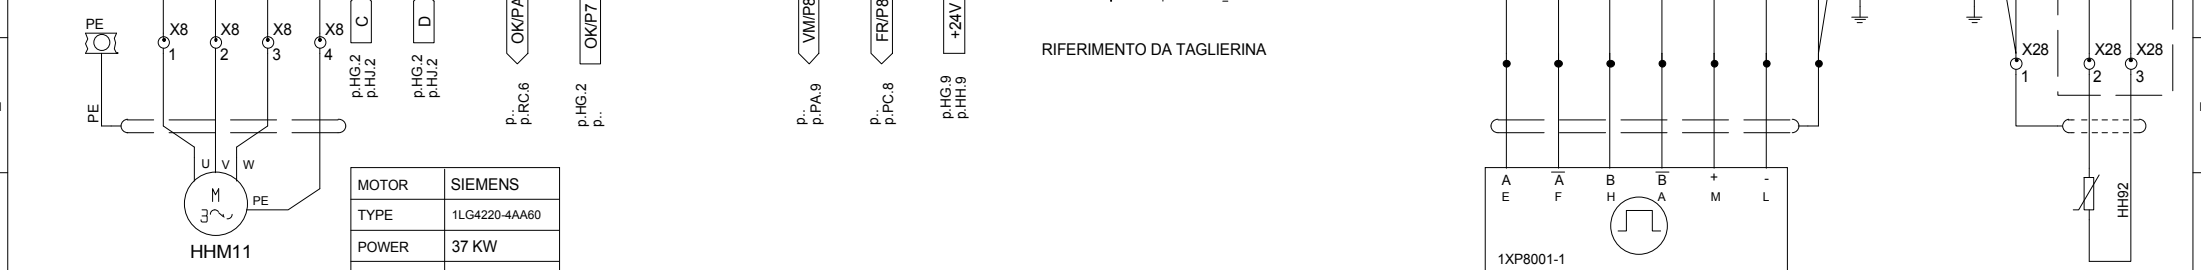 PE
X8
X8
X8
X8
1
2
3
4
C
D
OK/PA
OK/P7
VM/P8
FR/P8
+24V
p.HG.2
p.HJ.2
p.HG.2
p.HJ.2
p..
p.RC.6
p.HG.2
p..
p..
p.PA.9
p..
p.PC.8
p.HG.9
p.HH.9
RIFERIMENTO DA TAGLIERINA
X28
X28
X28
1
2
3
PE
U V W
M
3~
PE
HHM11
MOTOR SIEMENS
TYPE 1LG4220-4AA60
POWER 37 KW
A A̅ B B̅ + -
E F H A M L
1XP8001-1
HH92